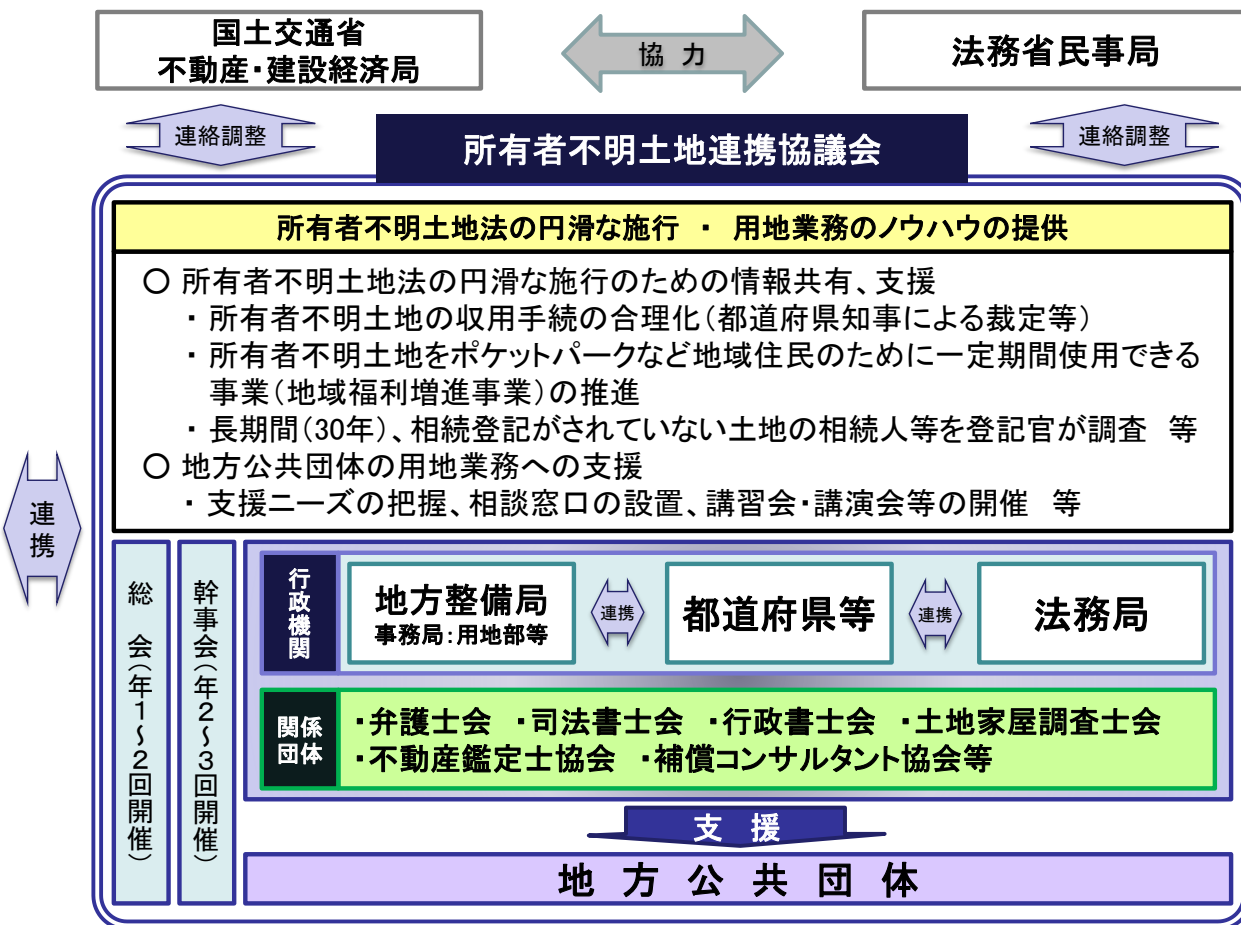 国土交通省
不動産・建設経済局
協 力
法務省民事局
連絡調整
所有者不明土地連携協議会
連絡調整
所有者不明土地法の円滑な施行 ・ 用地業務のノウハウの提供
〇 所有者不明土地法の円滑な施行のための情報共有、支援
・所有者不明土地の収用手続の合理化(都道府県知事による裁定等)
・所有者不明土地をポケットパークなど地域住民のために一定期間使用できる
事業(地域福利増進事業)の推進
・長期間(30年)、相続登記がされていない土地の相続人等を登記官が調査 等
〇 地方公共団体の用地業務への支援
・支援ニーズの把握、相談窓口の設置、講習会・講演会等の開催 等
連携
総 会(年1~2回開催)
幹事会(年2~3回開催)
行政機関
地方整備局
事務局:用地部等
連携
都道府県等
連携
法務局
関係
団体
・弁護士会 ・司法書士会 ・行政書士会 ・土地家屋調査士会
・不動産鑑定士協会 ・補償コンサルタント協会等
支 援
地 方 公 共 団 体